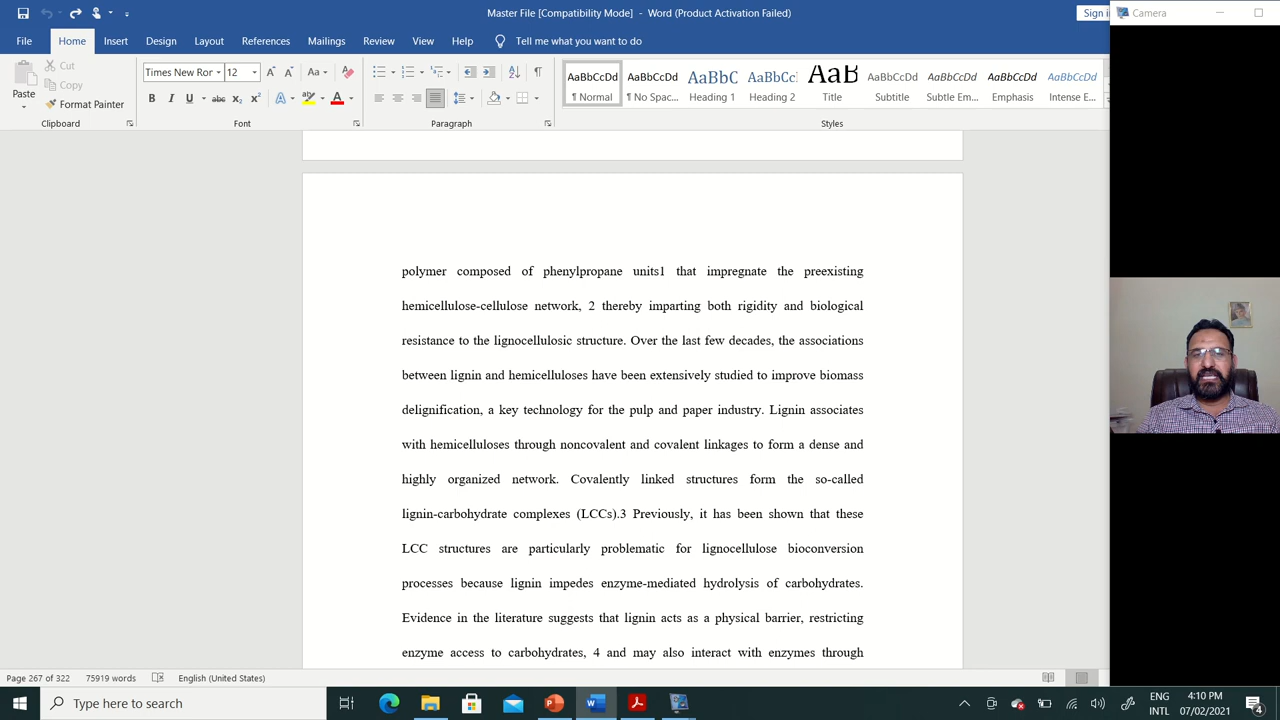 Master File [Compatibility Mode] - Word (Product Activation Failed)
Sign i
Camera
File Home Insert Design Layout References Mailings Review View Help Tell me what you want to do
Paste
Cut
Copy
Format Painter
Times New Ror 12
Aa
B I U abc x₂ x² A A
AaBbCcDd AaBbCcDd AaBbC AaBbCc AaB AaBbCcDd AaBbCcDd AaBbCcDd AaBbCcDd
¶ Normal ¶ No Spac... Heading 1 Heading 2 Title Subtitle Subtle Em... Emphasis Intense E...
Clipboard Font Paragraph Styles
polymer composed of phenylpropane units1 that impregnate the preexisting
hemicellulose-cellulose network, 2 thereby imparting both rigidity and biological
resistance to the lignocellulosic structure. Over the last few decades, the associations
between lignin and hemicelluloses have been extensively studied to improve biomass
delignification, a key technology for the pulp and paper industry. Lignin associates
with hemicelluloses through noncovalent and covalent linkages to form a dense and
highly organized network. Covalently linked structures form the so-called
lignin-carbohydrate complexes (LCCs).3 Previously, it has been shown that these
LCC structures are particularly problematic for lignocellulose bioconversion
processes because lignin impedes enzyme-mediated hydrolysis of carbohydrates.
Evidence in the literature suggests that lignin acts as a physical barrier, restricting
enzyme access to carbohydrates, 4 and may also interact with enzymes through
Page 267 of 322 75919 words English (United States)
Type here to search
ENG
INTL
4:10 PM
07/02/2021
4